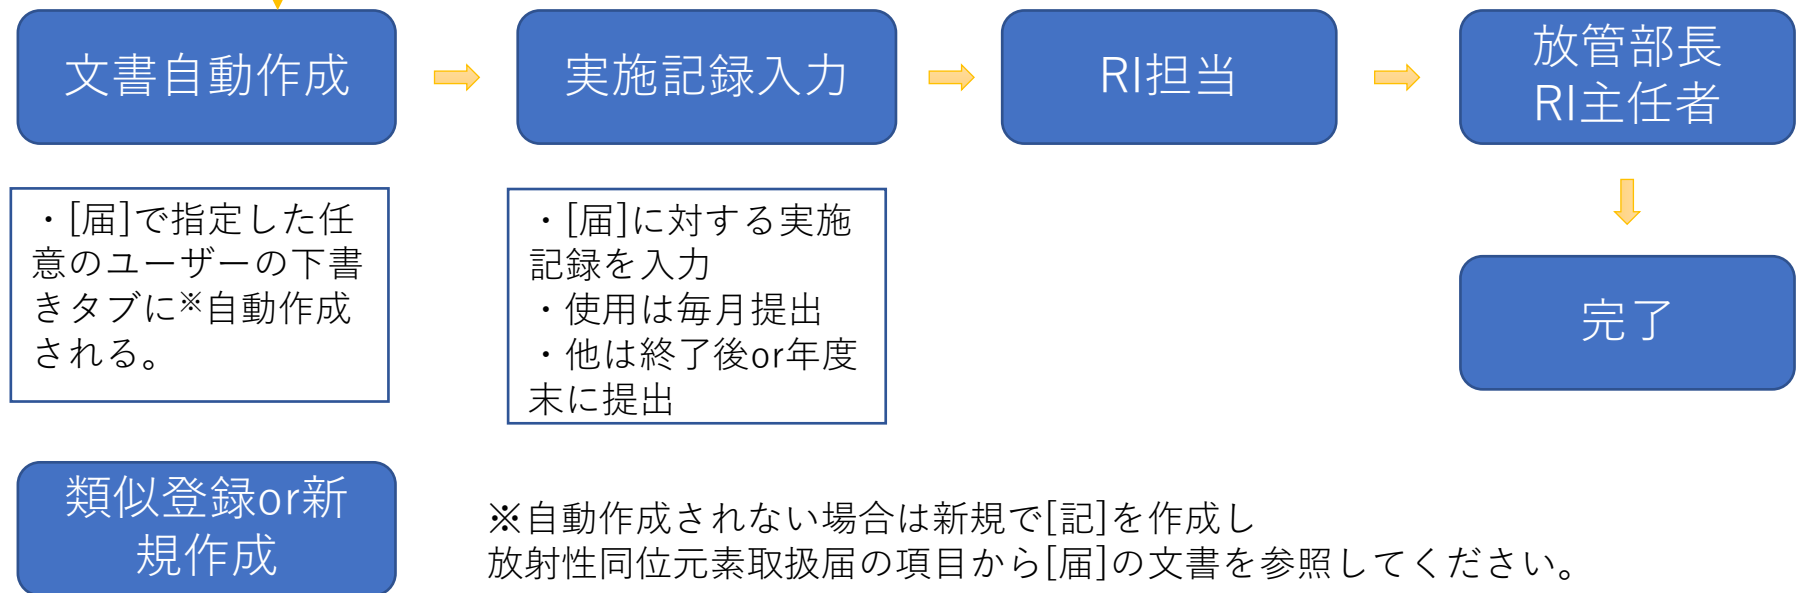 文書自動作成
実施記録入力
RI担当
放管部長
RI主任者
・[届]で指定した任
意のユーザーの下書
きタブに※自動作成
される。
・[届]に対する実施
記録を入力
・使用は毎月提出
・他は終了後or年度
末に提出
完了
類似登録or新
規作成
※自動作成されない場合は新規で[記]を作成し
放射性同位元素取扱届の項目から[届]の文書を参照してください。